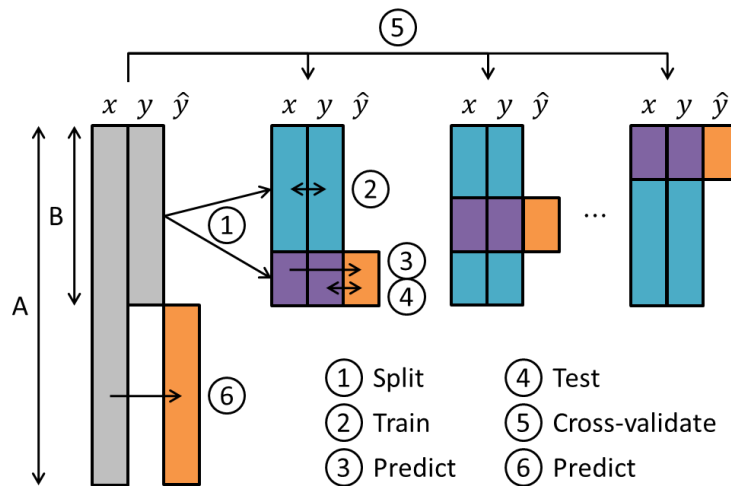 ⑤
x y ŷ x y ŷ x y ŷ x y ŷ
B
①
②
...
③
④
A
⑥
① Split ④ Test
② Train ⑤ Cross-validate
③ Predict ⑥ Predict